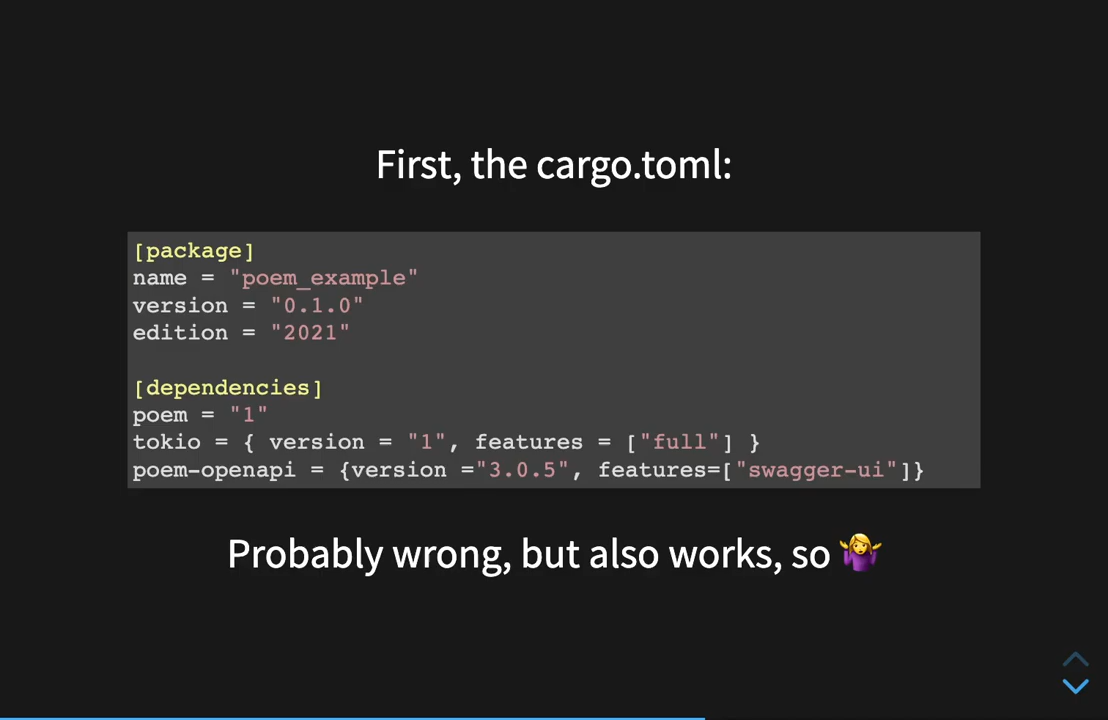 First, the cargo.toml:
[package]
name = "poem_example"
version = "0.1.0"
edition = "2021"
[dependencies]
poem = "1"
tokio = { version = "1", features = ["full"] }
poem-openapi = {version ="3.0.5", features=["swagger-ui"]}
Probably wrong, but also works, so 🤷‍♀️